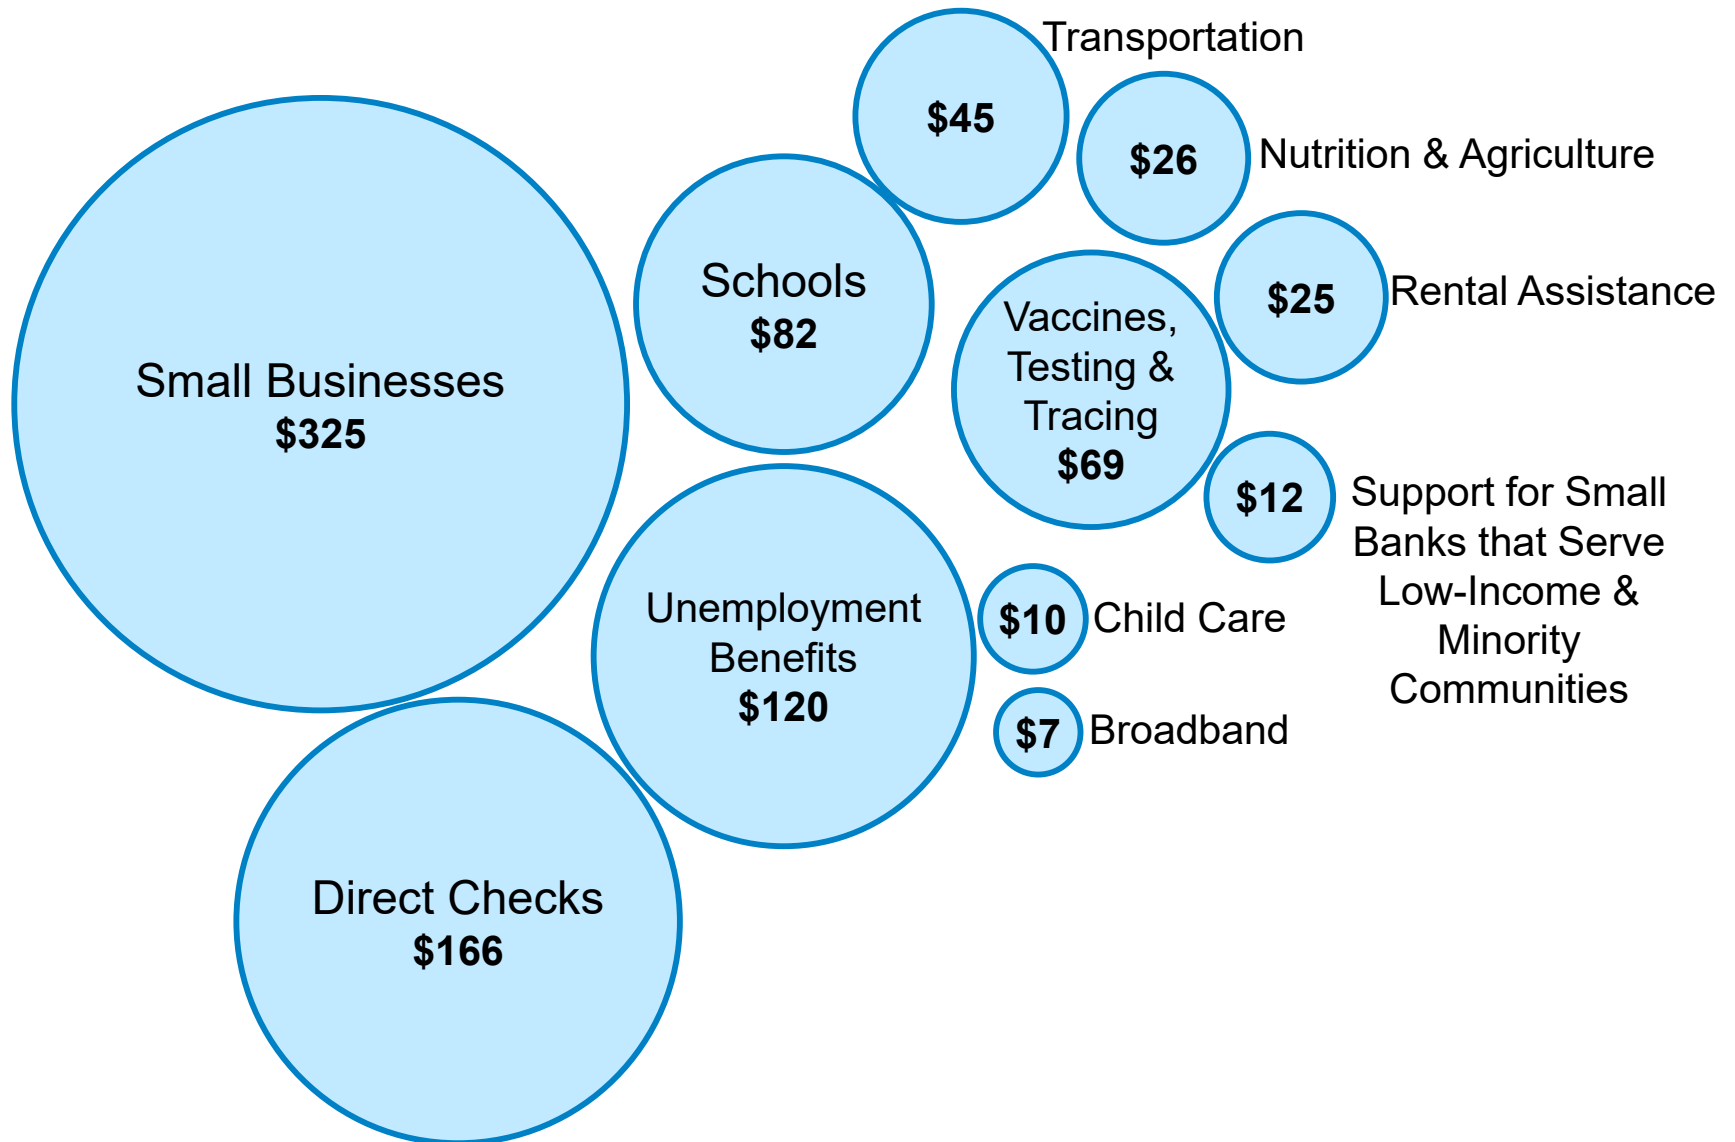 Transportation
$45
$26
Nutrition & Agriculture
Schools
$82
$25
Rental Assistance
Vaccines,
Testing &
Tracing
$69
Small Businesses
$325
$12
Support for Small
Banks that Serve
Low-Income &
Minority
Communities
Unemployment
Benefits
$120
$10
Child Care
$7
Broadband
Direct Checks
$166